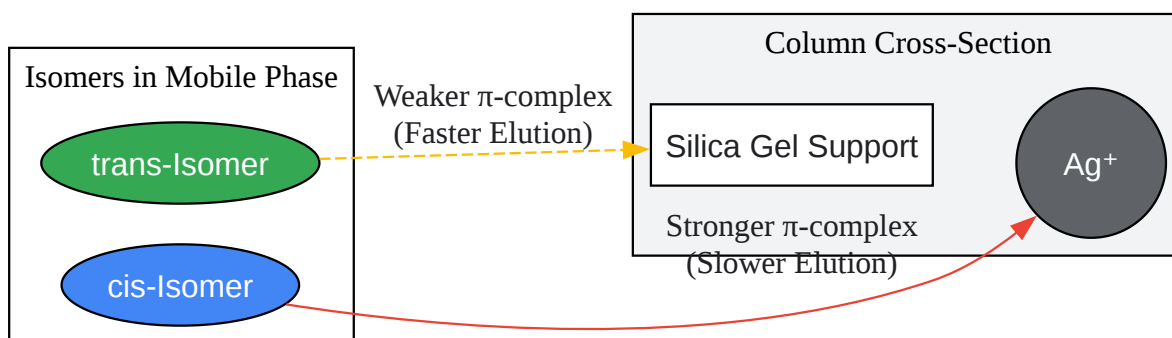 Isomers in Mobile Phase
trans-Isomer
cis-Isomer
Weaker π-complex
(Faster Elution)
Column Cross-Section
Silica Gel Support
Ag⁺
Stronger π-complex
(Slower Elution)